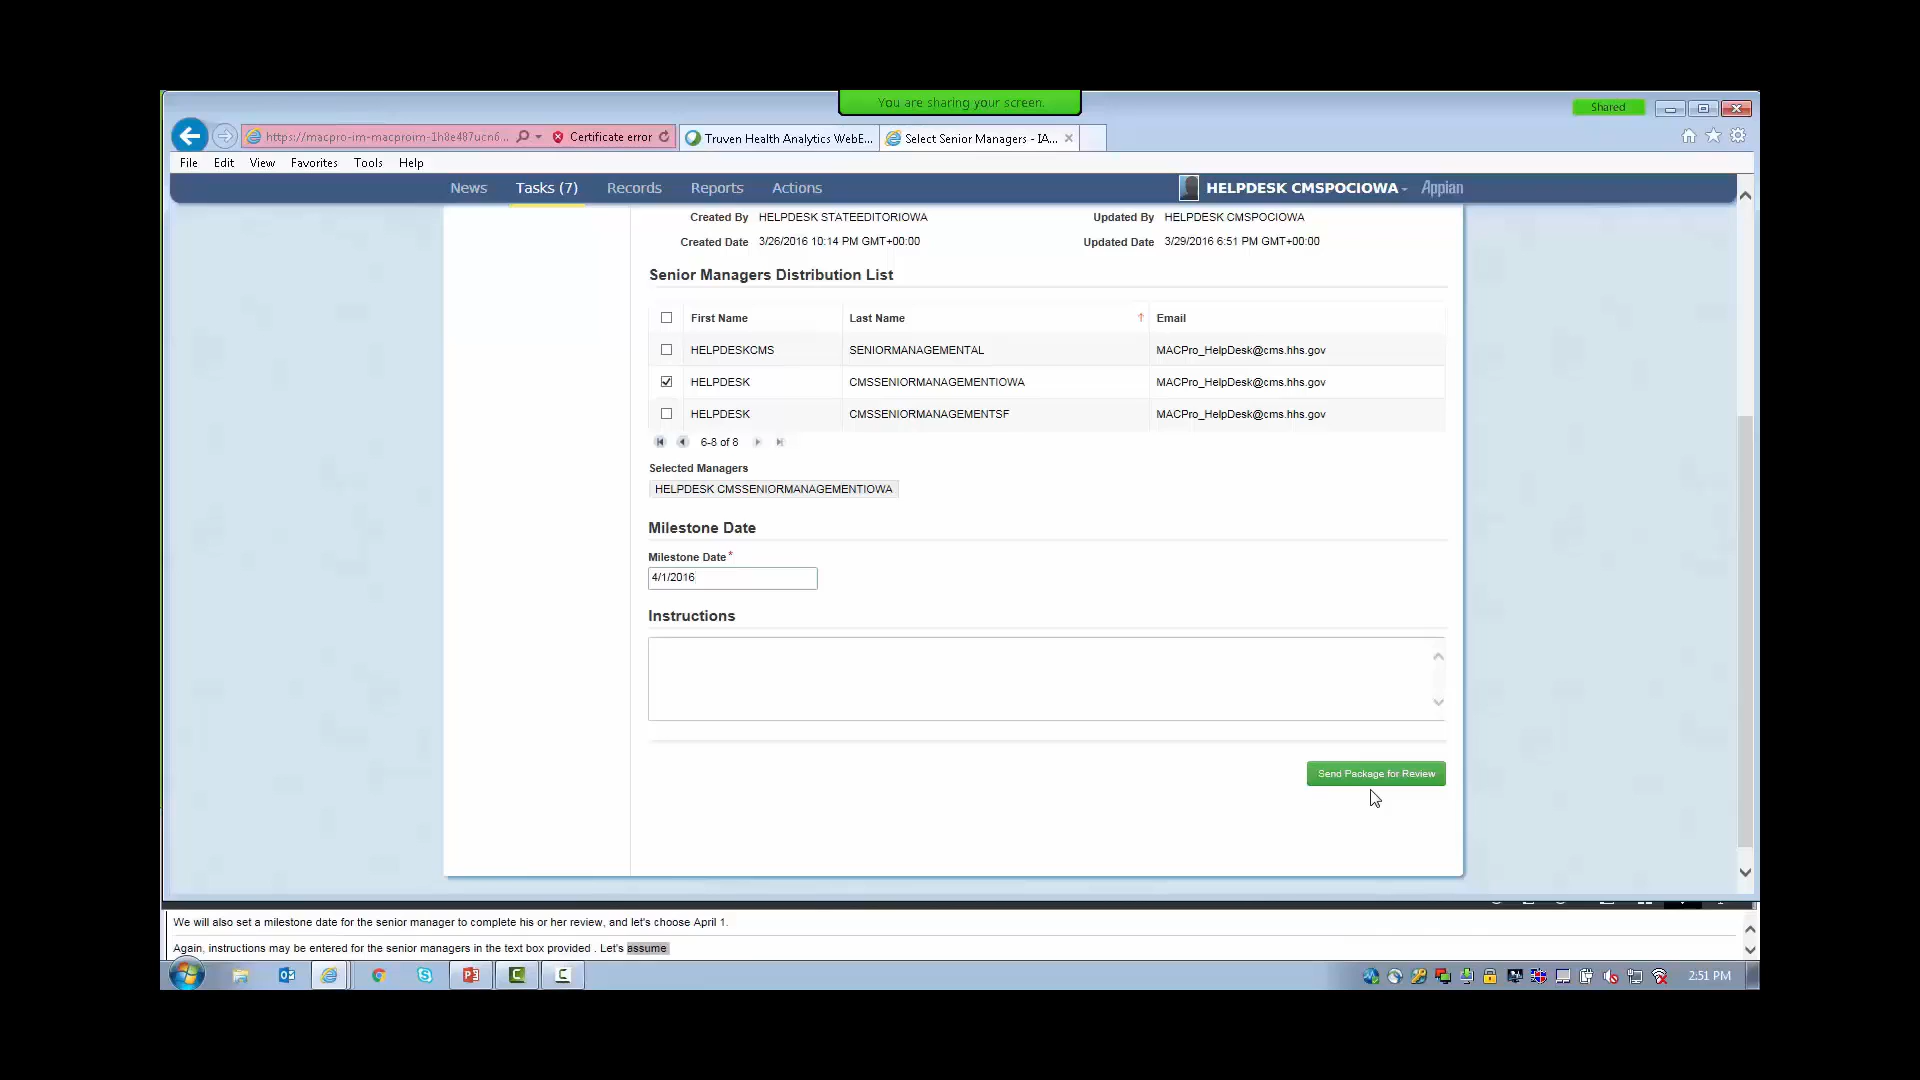 You are sharing your screen.
Shared
https://macpro-im-macproim-1h8e487ucn6... Certificate error Truven Health Analytics WebE... Select Senior Managers - IA...
File Edit View Favorites Tools Help
News Tasks (7) Records Reports Actions HELPDESK CMSPOCIOWA Appian
Created By HELPDESK STATEEDITORIOWA Updated By HELPDESK CMSPOCIOWA
Created Date 3/26/2016 10:14 PM GMT+00:00 Updated Date 3/29/2016 6:51 PM GMT+00:00
Senior Managers Distribution List
First Name Last Name Email
HELPDESKCMS SENIORMANAGEMENTAL MACPro_HelpDesk@cms.hhs.gov
HELPDESK CMSSENIORMANAGEMENTIOWA MACPro_HelpDesk@cms.hhs.gov
HELPDESK CMSSENIORMANAGEMENTSF MACPro_HelpDesk@cms.hhs.gov
6-8 of 8
Selected Managers
HELPDESK CMSSENIORMANAGEMENTIOWA
Milestone Date
Milestone Date*
4/1/2016
Instructions
Send Package for Review
We will also set a milestone date for the senior manager to complete his or her review, and let's choose April 1.
Again, instructions may be entered for the senior managers in the text box provided . Let's assume
2:51 PM